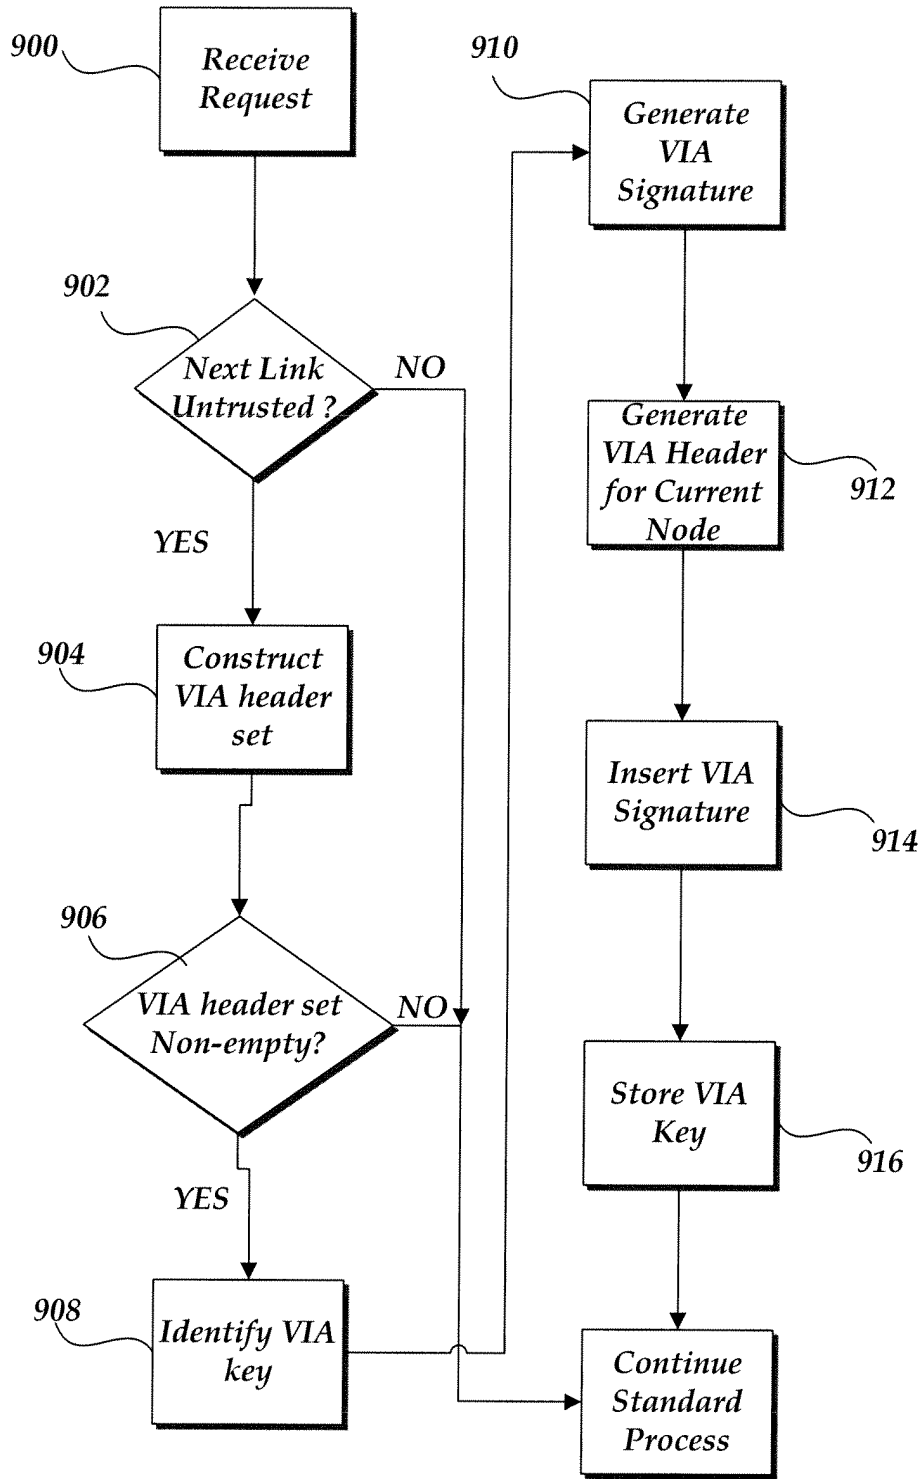 900
Receive
Request
902
Next Link
Untrusted ?
NO
YES
904
Construct
VIA header
set
906
VIA header set
Non-empty?
NO
YES
908
Identify VIA
key
910
Generate
VIA
Signature
Generate
VIA Header
for Current
Node
912
Insert VIA
Signature
914
Store VIA
Key
916
Continue
Standard
Process